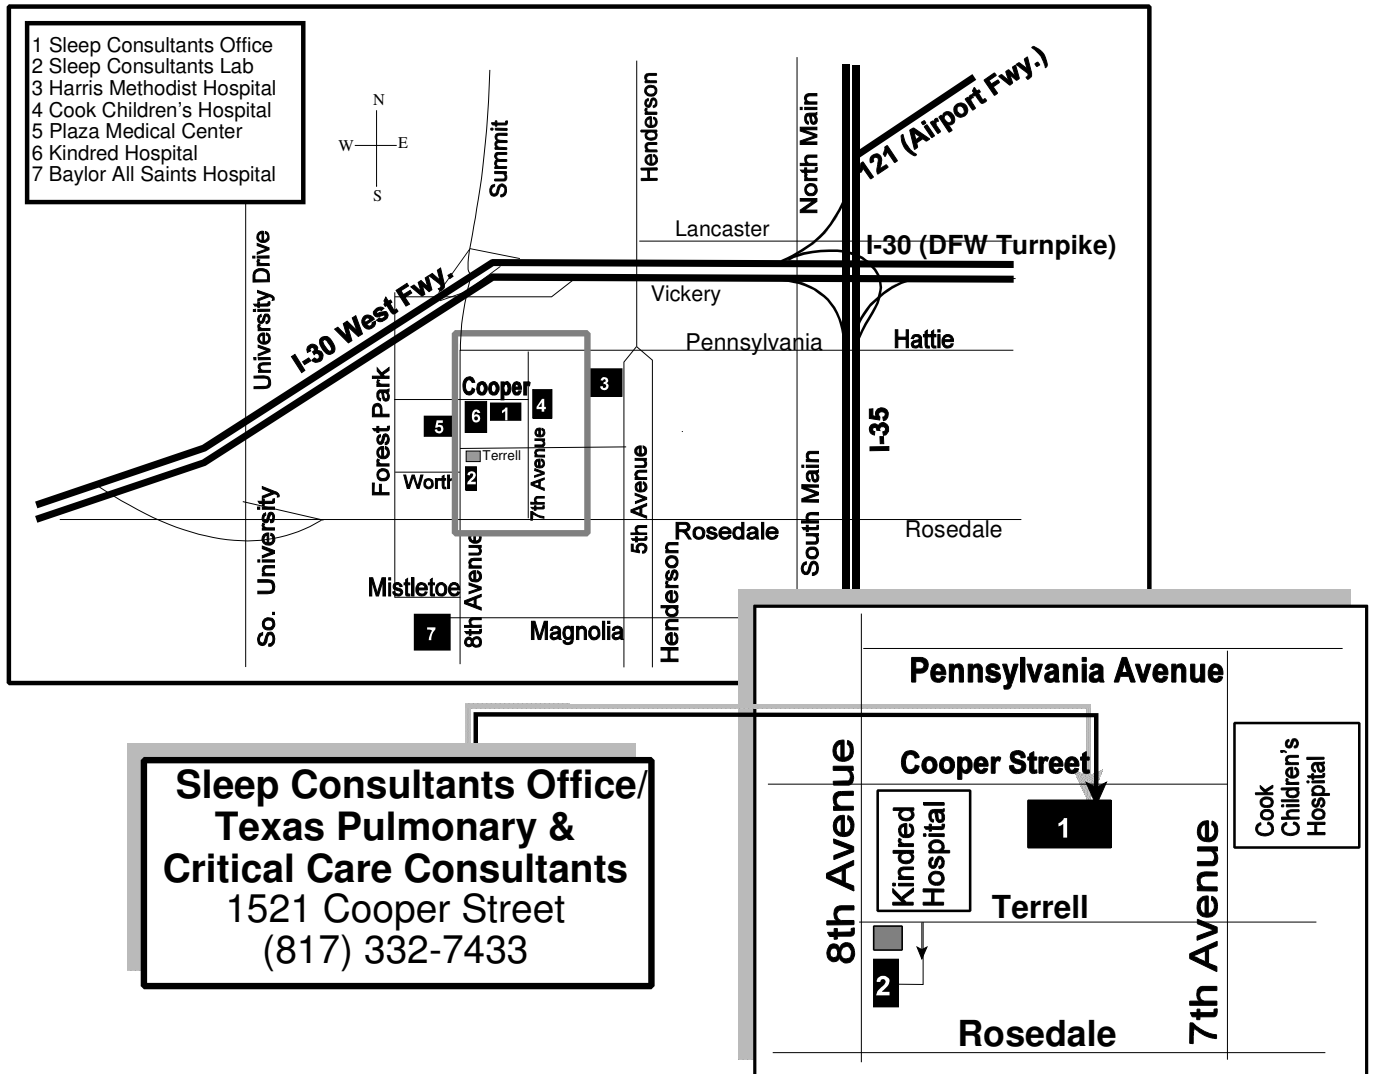 1 Sleep Consultants Office
2 Sleep Consultants Lab
3 Harris Methodist Hospital
4 Cook Children's Hospital
5 Plaza Medical Center
6 Kindred Hospital
7 Baylor All Saints Hospital
N
W
E
S
Summit
Henderson
North Main
121 (Airport Fwy.)
Lancaster
I-30 (DFW Turnpike)
University Drive
I-30 West Fwy.
Vickery
Pennsylvania
Hattie
Forest Park
Cooper
3
4
6
1
5
I-35
Terrell
7th Avenue
Worth
2
5th Avenue
South Main
So. University
Rosedale
Rosedale
Mistletoe
8th Avenue
Henderson
7
Magnolia
Pennsylvania Avenue
Cooper Street
8th Avenue
Kindred
Hospital
1
Cook
Children's
Hospital
7th Avenue
Terrell
2
Rosedale
Sleep Consultants Office/
Texas Pulmonary &
Critical Care Consultants
1521 Cooper Street
(817) 332-7433